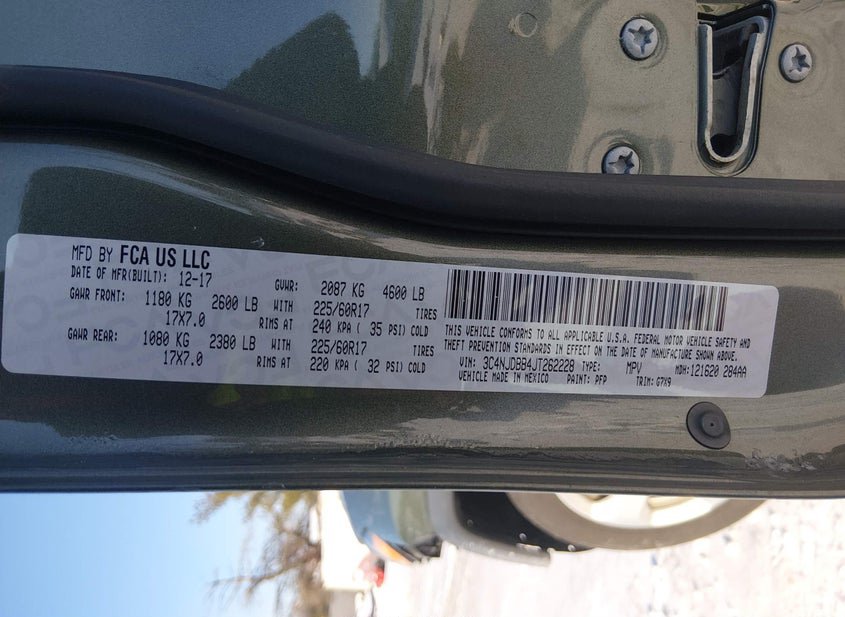 MFD BY FCA US LLC
DATE OF MFR(BUILT): 12-17 GVWR: 2087 KG 4600 LB
GAWR FRONT: 1180 KG 2600 LB WITH 225/60R17 TIRES
17X7.0 RIMS AT 240 KPA ( 35 PSI) COLD
GAWR REAR: 1080 KG 2380 LB WITH 225/60R17 TIRES
17X7.0 RIMS AT 220 KPA ( 32 PSI) COLD
THIS VEHICLE CONFORMS TO ALL APPLICABLE U.S.A. FEDERAL MOTOR VEHICLE SAFETY AND
THEFT PREVENTION STANDARDS IN EFFECT ON THE DATE OF MANUFACTURE SHOWN ABOVE.
VIN: 3C4NJDBB4JT262228 TYPE: MPV MDH: 121620 284AA
VEHICLE MADE IN MEXICO PAINT: PFP TRIM: G7X9